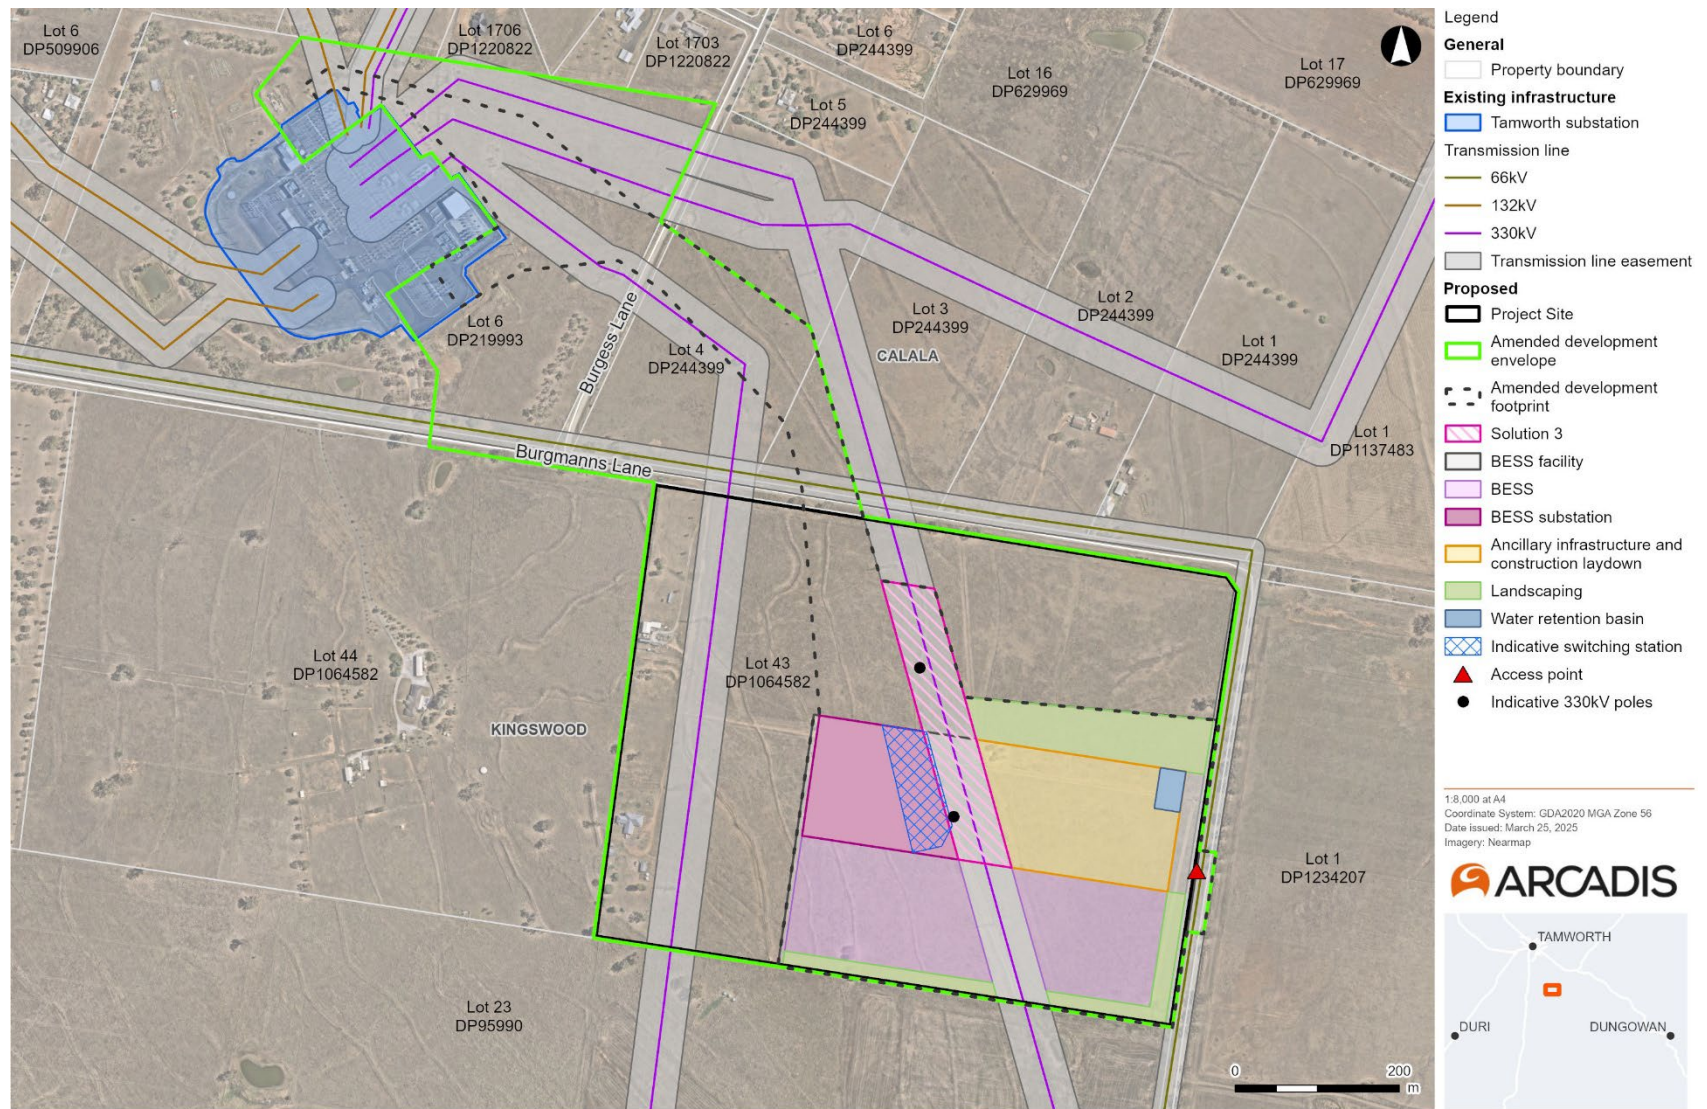 Lot 6
DP509906
Lot 1706
DP1220822
Lot 1703
DP1220822
Lot 6
DP244399
Lot 16
DP629969
Lot 17
DP629969
Lot 5
DP244399
Lot 6
DP219993
Burgess Lane
Lot 4
DP244399
Lot 3
DP244399
CALALA
Lot 2
DP244399
Lot 1
DP244399
Lot 1
DP1137483
Burgmanns Lane
Lot 44
DP1064582
Lot 43
DP1064582
KINGSWOOD
Lot 1
DP1234207
Lot 23
DP95990
0 200
m
Legend
General
Property boundary
Existing infrastructure
Tamworth substation
Transmission line
66kV
132kV
330kV
Transmission line easement
Proposed
Project Site
Amended development
envelope
Amended development
footprint
Solution 3
BESS facility
BESS
BESS substation
Ancillary infrastructure and
construction laydown
Landscaping
Water retention basin
Indicative switching station
Access point
Indicative 330kV poles
1:8,000 at A4
Coordinate System: GDA2020 MGA Zone 56
Date issued: March 25, 2025
Imagery: Nearmap
ARCADIS
TAMWORTH
DURI
DUNGOWAN